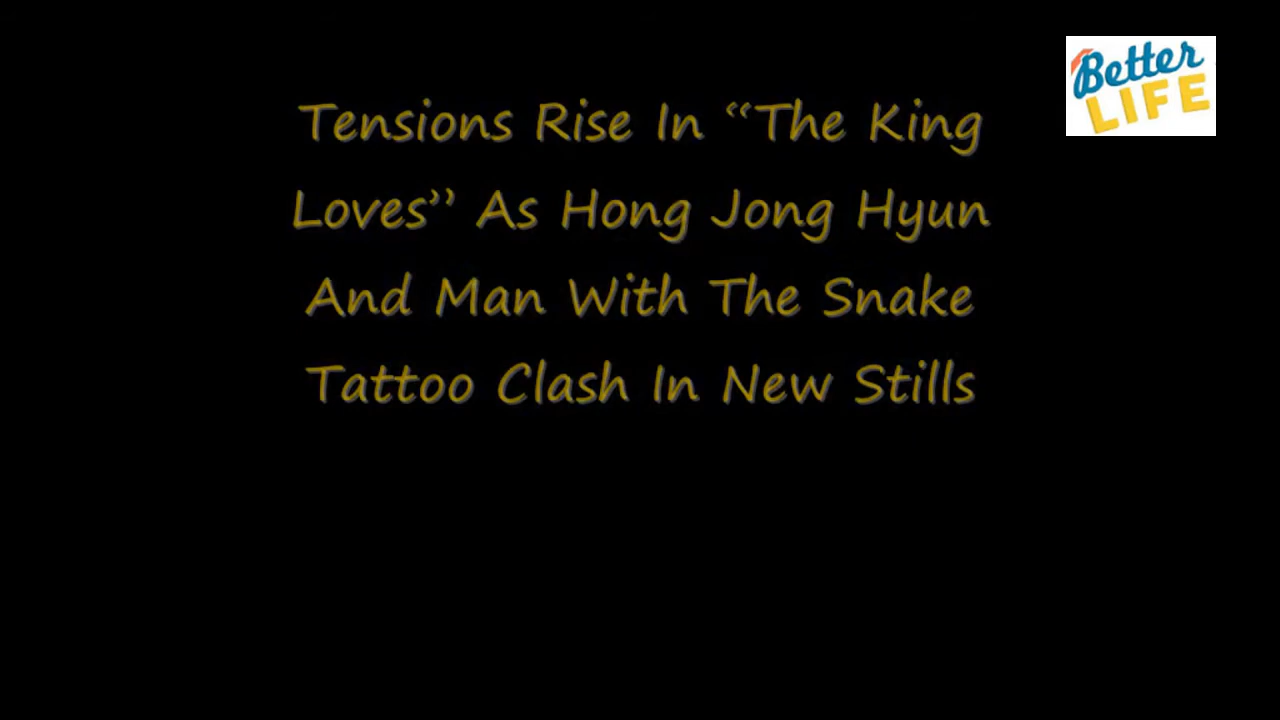 Better
LIFE
Tensions Rise In “The King
Loves” As Hong Jong Hyun
And Man With The Snake
Tattoo Clash In New Stills